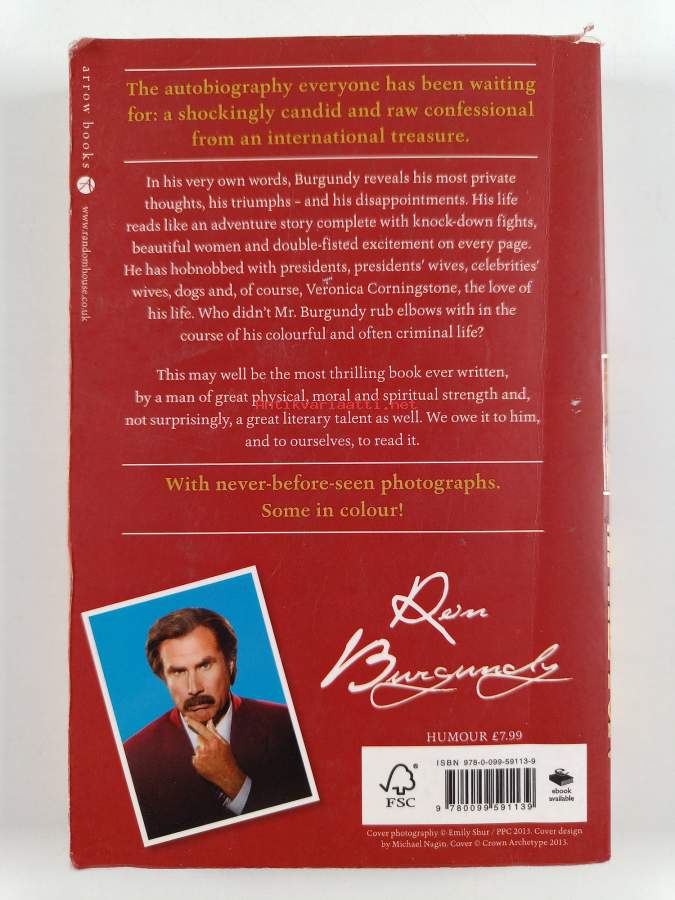 arrow books
www.randomhouse.co.uk
The autobiography everyone has been waiting
for: a shockingly candid and raw confessional
from an international treasure.
In his very own words, Burgundy reveals his most private
thoughts, his triumphs – and his disappointments. His life
reads like an adventure story complete with knock-down fights,
beautiful women and double-fisted excitement on every page.
He has hobnobbed with presidents, presidents' wives, celebrities'
wives, dogs and, of course, Veronica Corningstone, the love of
his life. Who didn't Mr. Burgundy rub elbows with in the
course of his colourful and often criminal life?
This may well be the most thrilling book ever written,
by a man of great physical, moral and spiritual strength and,
Antikvariaatti.net
not surprisingly, a great literary talent as well. We owe it to him,
and to ourselves, to read it.
With never-before-seen photographs.
Some in colour!
Ron
Burgundy
HUMOUR £7.99
FSC
ISBN 978-0-099-59113-9
9 780099 591139
ebook
available
Cover photography © Emily Shur / PPC 2013. Cover design
by Michael Nagin. Cover © Crown Archetype 2013.